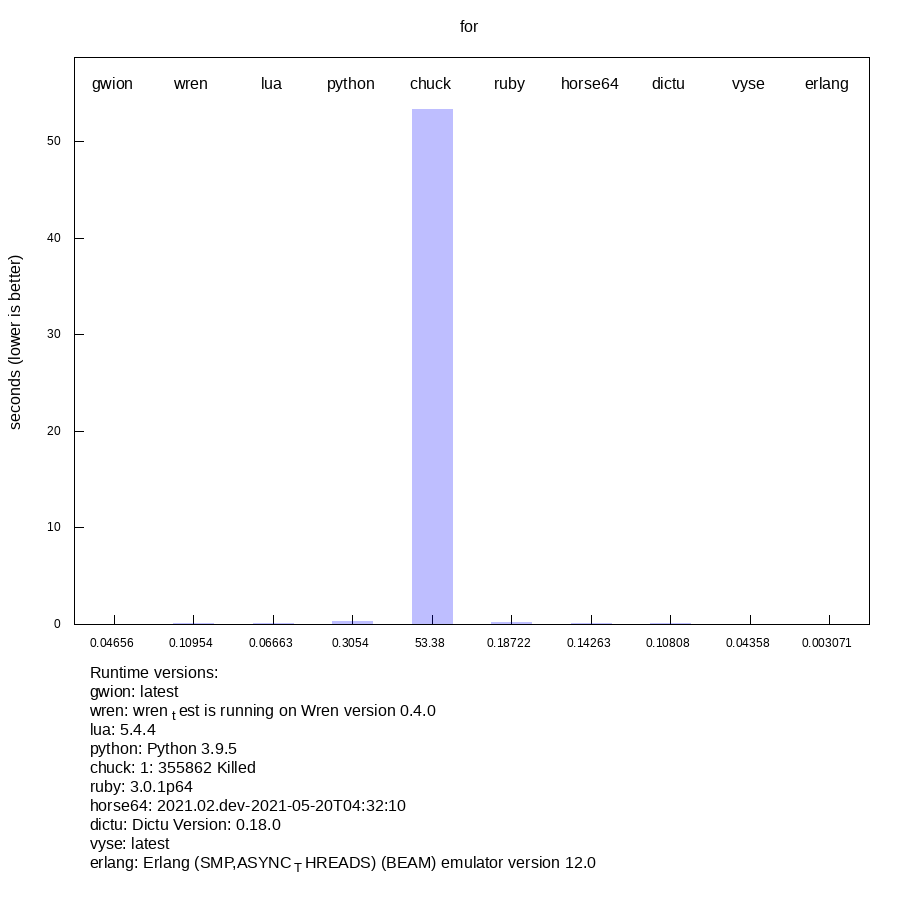 for
gwion wren lua python chuck ruby horse64 dictu vyse erlang
50
40
30
20
10
0
seconds (lower is better)
0.04656 0.10954 0.06663 0.3054 53.38 0.18722 0.14263 0.10808 0.04358 0.003071
Runtime versions:
gwion: latest
wren: wren t est is running on Wren version 0.4.0
lua: 5.4.4
python: Python 3.9.5
chuck: 1: 355862 Killed
ruby: 3.0.1p64
horse64: 2021.02.dev-2021-05-20T04:32:10
dictu: Dictu Version: 0.18.0
vyse: latest
erlang: Erlang (SMP,ASYNC T HREADS) (BEAM) emulator version 12.0